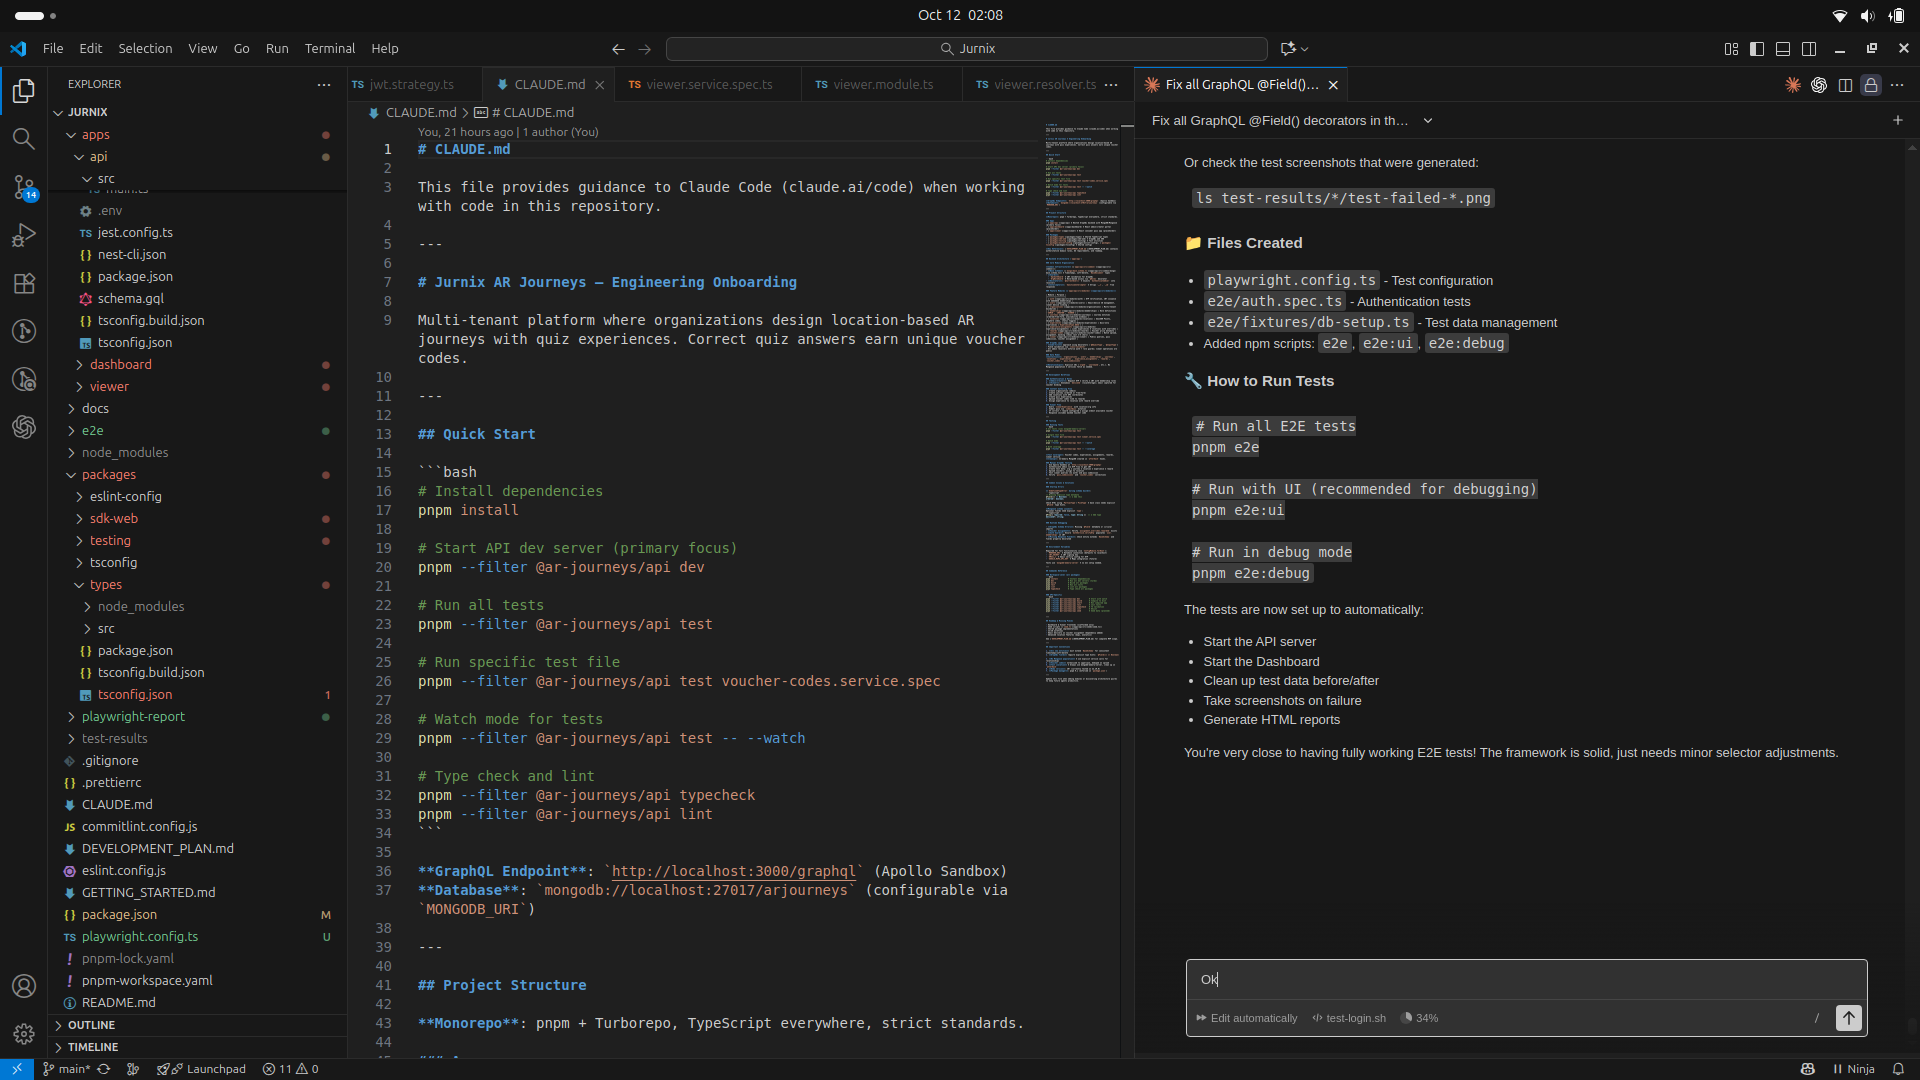 Oct 12 02:08
File Edit Selection View Go Run Terminal Help
Jurnix
EXPLORER
JURNIX
apps
api
src
main.ts
.env
TS jest.config.ts
{} nest-cli.json
{} package.json
schema.gql
{} tsconfig.build.json
tsconfig.json
dashboard
viewer
docs
e2e
node_modules
packages
eslint-config
sdk-web
testing
tsconfig
types
node_modules
src
{} package.json
{} tsconfig.build.json
tsconfig.json 1
playwright-report
test-results
.gitignore
{} .prettierrc
CLAUDE.md
JS commitlint.config.js
DEVELOPMENT_PLAN.md
eslint.config.js
GETTING_STARTED.md
{} package.json M
TS playwright.config.ts U
! pnpm-lock.yaml
! pnpm-workspace.yaml
README.md
OUTLINE
TIMELINE
14
TS jwt.strategy.ts CLAUDE.md TS viewer.service.spec.ts TS viewer.module.ts TS viewer.resolver.ts
CLAUDE.md > # CLAUDE.md
You, 21 hours ago | 1 author (You)
1 # CLAUDE.md
2
3 This file provides guidance to Claude Code (claude.ai/code) when working
with code in this repository.
4
5 ---
6
7 # Jurnix AR Journeys — Engineering Onboarding
8
9 Multi-tenant platform where organizations design location-based AR
journeys with quiz experiences. Correct quiz answers earn unique voucher
codes.
10
11 ---
12
13 ## Quick Start
14
15 ```bash
16 # Install dependencies
17 pnpm install
18
19 # Start API dev server (primary focus)
20 pnpm --filter @ar-journeys/api dev
21
22 # Run all tests
23 pnpm --filter @ar-journeys/api test
24
25 # Run specific test file
26 pnpm --filter @ar-journeys/api test voucher-codes.service.spec
27
28 # Watch mode for tests
29 pnpm --filter @ar-journeys/api test -- --watch
30
31 # Type check and lint
32 pnpm --filter @ar-journeys/api typecheck
33 pnpm --filter @ar-journeys/api lint
34 ```
35
36 **GraphQL Endpoint**: `http://localhost:3000/graphql` (Apollo Sandbox)
37 **Database**: `mongodb://localhost:27017/arjourneys` (configurable via
`MONGODB_URI`)
38
39 ---
40
41 ## Project Structure
42
43 **Monorepo**: pnpm + Turborepo, TypeScript everywhere, strict standards.
44
Fix all GraphQL @Field()...
Fix all GraphQL @Field() decorators in th...
Or check the test screenshots that were generated:
ls test-results/*/test-failed-*.png
📁 Files Created
• playwright.config.ts - Test configuration
• e2e/auth.spec.ts - Authentication tests
• e2e/fixtures/db-setup.ts - Test data management
• Added npm scripts: e2e, e2e:ui, e2e:debug
🔧 How to Run Tests
# Run all E2E tests
pnpm e2e
# Run with UI (recommended for debugging)
pnpm e2e:ui
# Run in debug mode
pnpm e2e:debug
The tests are now set up to automatically:
• Start the API server
• Start the Dashboard
• Clean up test data before/after
• Take screenshots on failure
• Generate HTML reports
You're very close to having fully working E2E tests! The framework is solid, just needs minor selector adjustments.
Ok
Edit automatically </> test-login.sh 34% /
main* Launchpad 11 0 Ninja